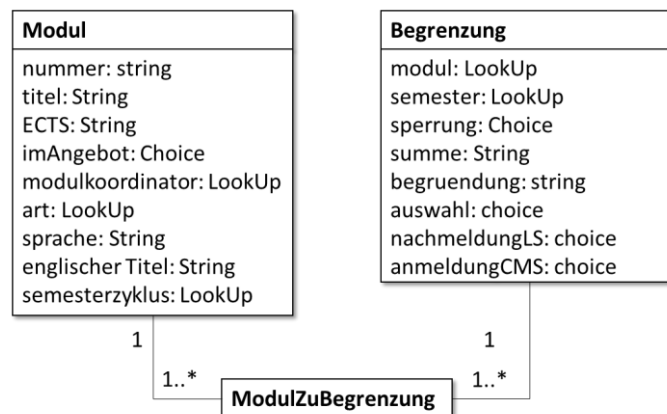 Modul
nummer: string
titel: String
ECTS: String
imAngebot: Choice
modulkoordinator: LookUp
art: LookUp
sprache: String
englischer Titel: String
semesterzyklus: LookUp
Begrenzung
modul: LookUp
semester: LookUp
sperrung: Choice
summe: String
begruendung: string
auswahl: choice
nachmeldungLS: choice
anmeldungCMS: choice
1
1
1..*
1..*
ModulZuBegrenzung